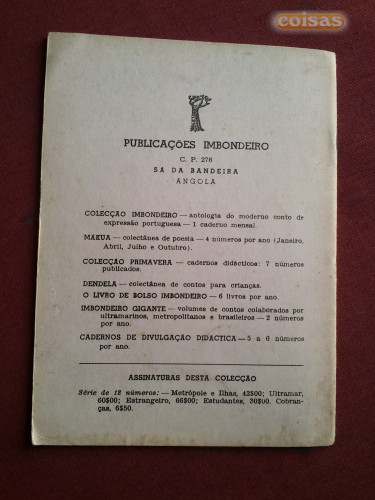 coisas
PUBLICAÇÕES IMBONDEIRO
C. P. 276
SA DA BANDEIRA
ANGOLA
COLECÇÃO IMBONDEIRO — antologia do moderno conto de
expressão portuguesa — 1 caderno mensal.
MÁKUA — colectânea de poesia — 4 números por ano (Janeiro,
Abril, Julho e Outubro).
COLECÇÃO PRIMAVERA — cadernos didácticos: 7 números
publicados.
DENDELA — colectânea de contos para crianças.
O LIVRO DE BOLSO IMBONDEIRO — 6 livros por ano.
IMBONDEIRO GIGANTE — volumes de contos colaborados por
ultramarinos, metropolitanos e brasileiros — 2 números
por ano.
CADERNOS DE DIVULGAÇÃO DIDÁCTICA — 5 a 6 números
por ano.
ASSINATURAS DESTA COLECÇÃO
Série de 12 números: — Metrópole e Ilhas, 42$00; Ultramar,
60$00; Estrangeiro, 66$00; Estudantes, 30$00. Cobran-
ças, 6$50.